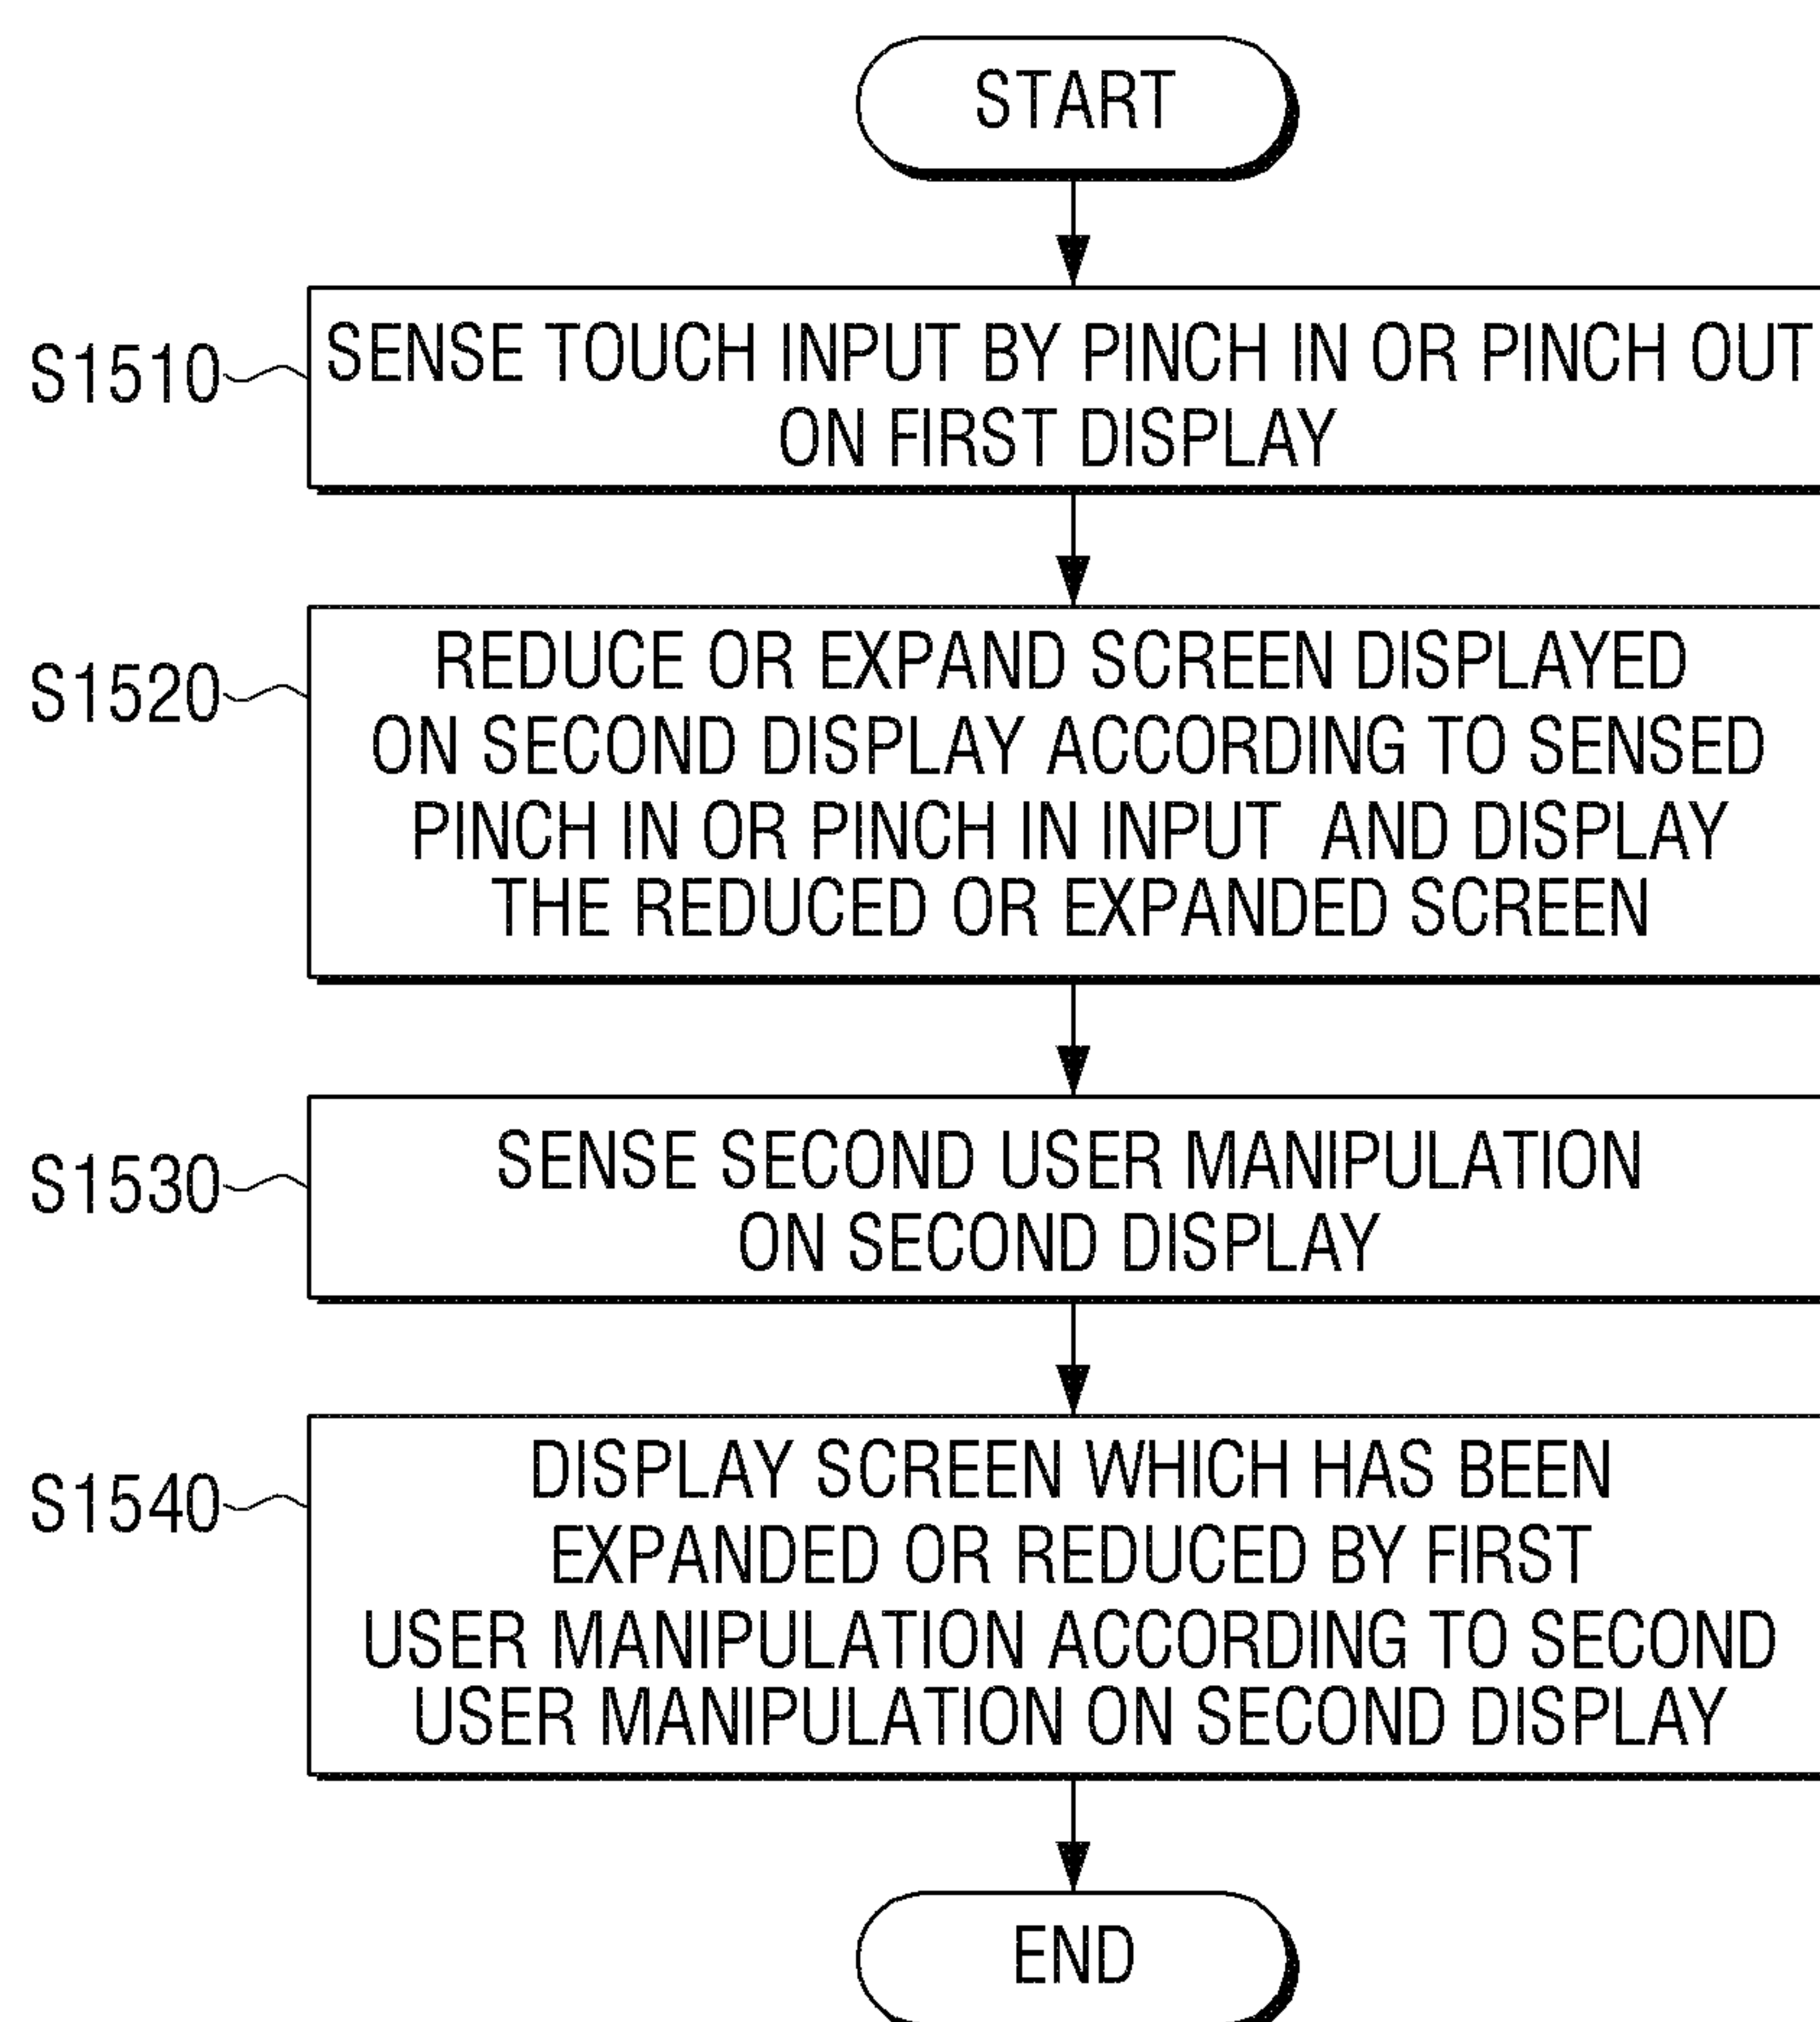 START
S1510
SENSE TOUCH INPUT BY PINCH IN OR PINCH OUT
ON FIRST DISPLAY
S1520
REDUCE OR EXPAND SCREEN DISPLAYED
ON SECOND DISPLAY ACCORDING TO SENSED
PINCH IN OR PINCH IN INPUT AND DISPLAY
THE REDUCED OR EXPANDED SCREEN
S1530
SENSE SECOND USER MANIPULATION
ON SECOND DISPLAY
S1540
DISPLAY SCREEN WHICH HAS BEEN
EXPANDED OR REDUCED BY FIRST
USER MANIPULATION ACCORDING TO SECOND
USER MANIPULATION ON SECOND DISPLAY
END